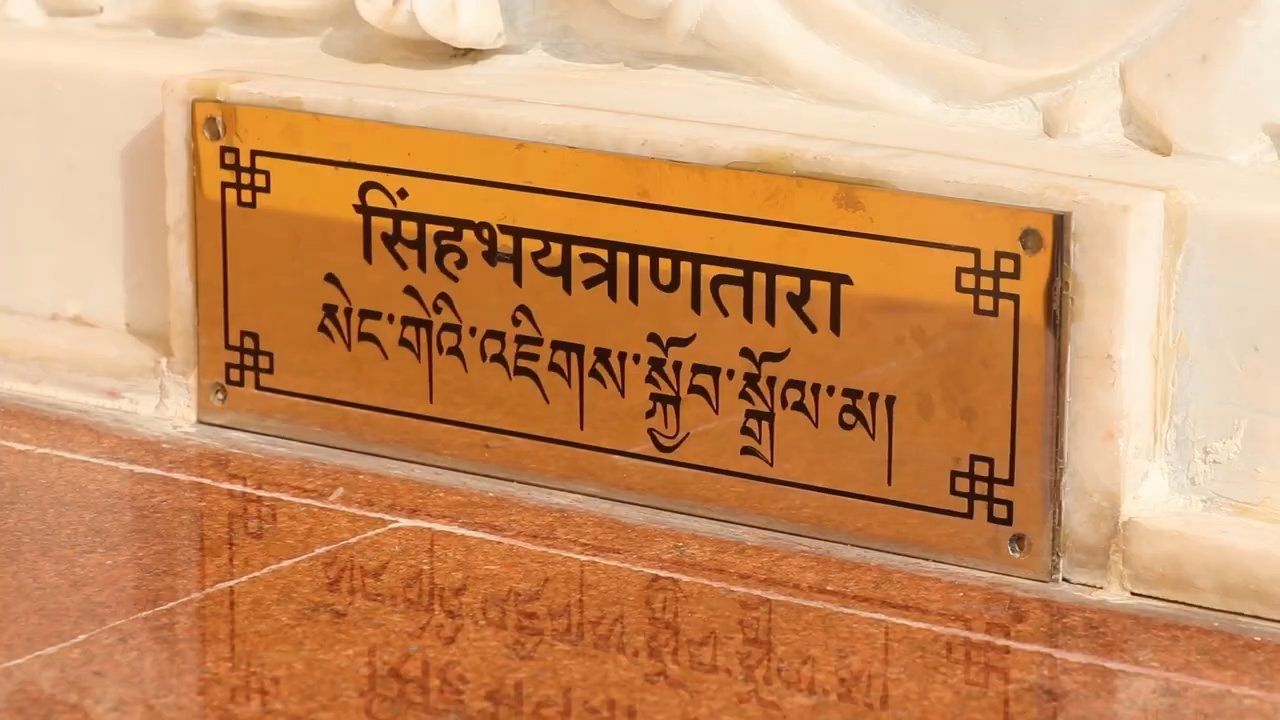 सिंहभयत्राणतारा
སེང་གེའི་འཇིགས་སྐྱོབ་སྒྲོལ་མ།